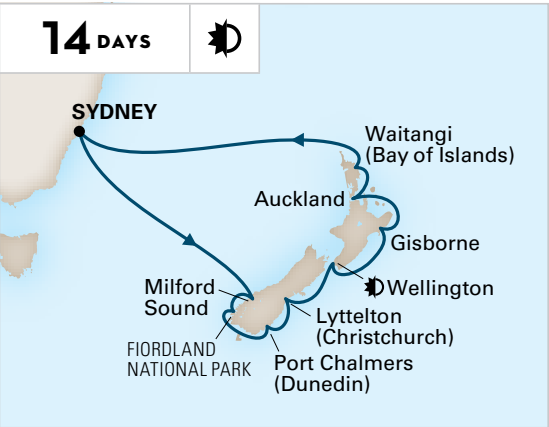 14 DAYS
SYDNEY
Waitangi
(Bay of Islands)
Auckland
Gisborne
Wellington
Milford
Sound
Lyttelton
(Christchurch)
FIORDLAND
NATIONAL PARK
Port Chalmers
(Dunedin)